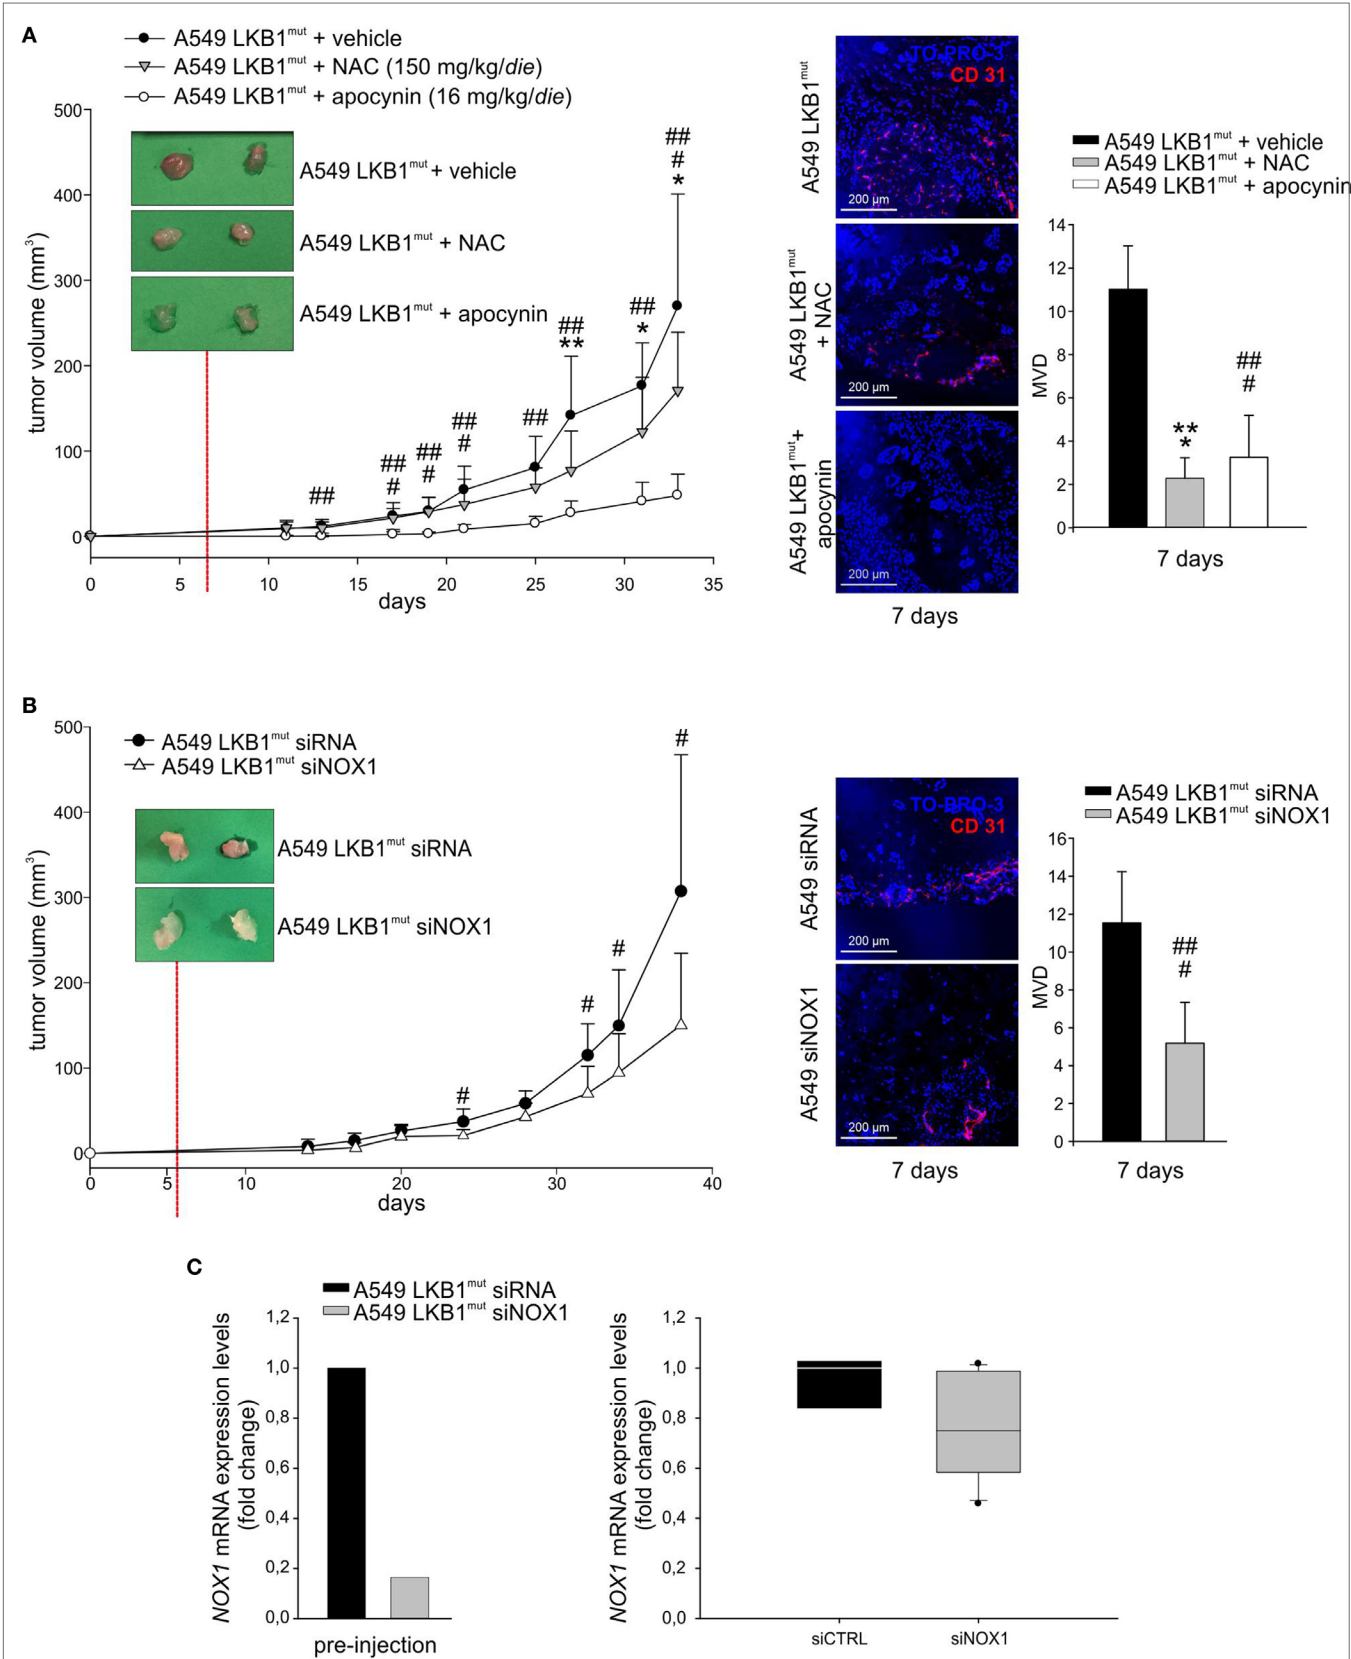 A
A549 LKB1mut + vehicle
A549 LKB1mut + NAC (150 mg/kg/die)
A549 LKB1mut + apocynin (16 mg/kg/die)
500
400
300
200
100
0
tumor volume (mm3)
A549 LKB1mut + vehicle
A549 LKB1mut + NAC
A549 LKB1mut + apocynin
##
##
#
##
#
##
#
##
##
**
##
*
##
#
*
0 5 10 15 20 25 30 35
days
A549 LKB1mut
TO-PRO-3
CD 31
200 µm
A549 LKB1mut
+ NAC
200 µm
A549 LKB1mut+
apocynin
200 µm
7 days
A549 LKB1mut + vehicle
A549 LKB1mut + NAC
A549 LKB1mut + apocynin
14
12
10
8
6
4
2
0
MVD
**
*
##
#
7 days
B
A549 LKB1mut siRNA
A549 LKB1mut siNOX1
500
400
300
200
100
0
tumor volume (mm3)
A549 LKB1mut siRNA
A549 LKB1mut siNOX1
#
#
#
#
0 5 10 20 30 40
days
A549 siRNA
TO-PRO-3
CD 31
200 µm
A549 siNOX1
200 µm
7 days
A549 LKB1mut siRNA
A549 LKB1mut siNOX1
16
14
12
10
8
6
4
2
0
MVD
##
#
7 days
C
A549 LKB1mut siRNA
A549 LKB1mut siNOX1
NOX1 mRNA expression levels
(fold change)
1,2
1,0
0,8
0,6
0,4
0,2
0,0
pre-injection
NOX1 mRNA expression levels
(fold change)
1,2
1,0
0,8
0,6
0,4
0,2
0,0
siCTRL siNOX1